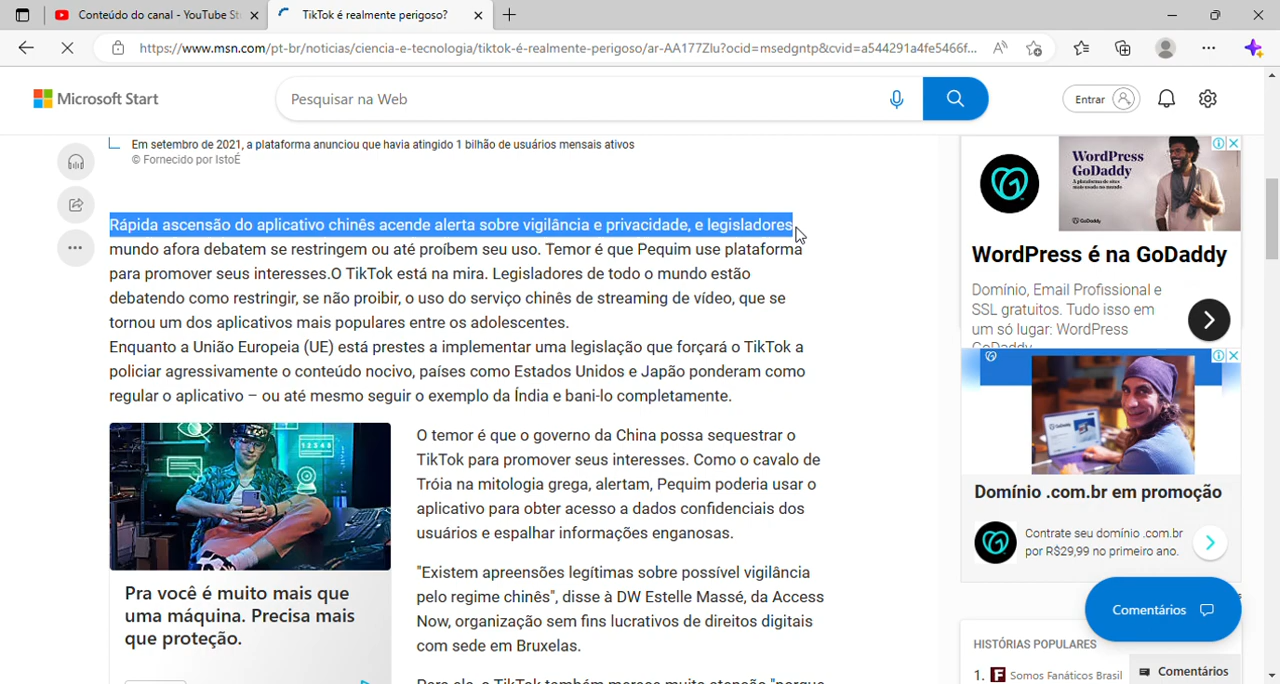 Conteúdo do canal - YouTube St
TikTok é realmente perigoso?
https://www.msn.com/pt-br/noticias/ciencia-e-tecnologia/tiktok-é-realmente-perigoso/ar-AA177Zlu?ocid=msedgntp&cvid=a544291a4fe5466f...
Microsoft Start
Pesquisar na Web
Entrar
Em setembro de 2021, a plataforma anunciou que havia atingido 1 bilhão de usuários mensais ativos
© Fornecido por IstoÉ
Rápida ascensão do aplicativo chinês acende alerta sobre vigilância e privacidade, e legisladores
mundo afora debatem se restringem ou até proíbem seu uso. Temor é que Pequim use plataforma
para promover seus interesses.O TikTok está na mira. Legisladores de todo o mundo estão
debatendo como restringir, se não proibir, o uso do serviço chinês de streaming de vídeo, que se
tornou um dos aplicativos mais populares entre os adolescentes.
Enquanto a União Europeia (UE) está prestes a implementar uma legislação que forçará o TikTok a
policiar agressivamente o conteúdo nocivo, países como Estados Unidos e Japão ponderam como
regular o aplicativo – ou até mesmo seguir o exemplo da Índia e bani-lo completamente.
O temor é que o governo da China possa sequestrar o
TikTok para promover seus interesses. Como o cavalo de
Tróia na mitologia grega, alertam, Pequim poderia usar o
aplicativo para obter acesso a dados confidenciais dos
usuários e espalhar informações enganosas.
"Existem apreensões legítimas sobre possível vigilância
pelo regime chinês", disse à DW Estelle Massé, da Access
Now, organização sem fins lucrativos de direitos digitais
com sede em Bruxelas.
Para ela, o TikTok também merece muita atenção "porque
Pra você é muito mais que
uma máquina. Precisa mais
que proteção.
WordPress
GoDaddy
WordPress é na GoDaddy
Domínio, Email Profissional e
SSL gratuitos. Tudo isso em
um só lugar: WordPress
GoDaddy
Domínio .com.br em promoção
Contrate seu domínio .com.br
por R$29,99 no primeiro ano.
Comentários
HISTÓRIAS POPULARES
1. Somos Fanáticos Brasil
Comentários